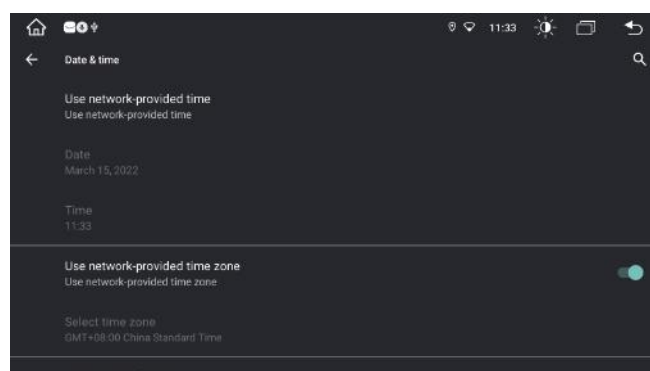 11:33
Date & time
Use network-provided time
Use network-provided time
Date
March 15, 2022
Time
11:33
Use network-provided time zone
Use network-provided time zone
Select time zone
GMT+08:00 China Standard Time